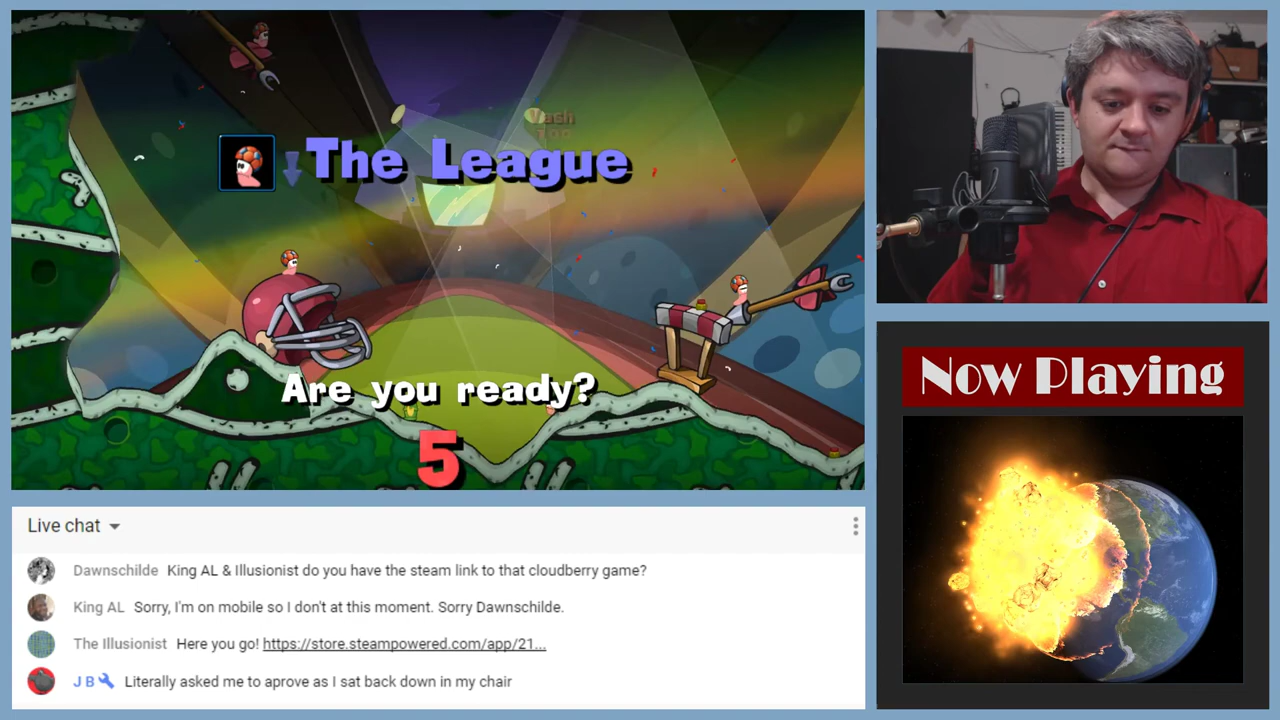 Vash
100
The League
Are you ready?
5
Now Playing
Live chat
Dawnschilde King AL & Illusionist do you have the steam link to that cloudberry game?
King AL Sorry, I'm on mobile so I don't at this moment. Sorry Dawnschilde.
The Illusionist Here you go! https://store.steampowered.com/app/21...
J B Literally asked me to aprove as I sat back down in my chair